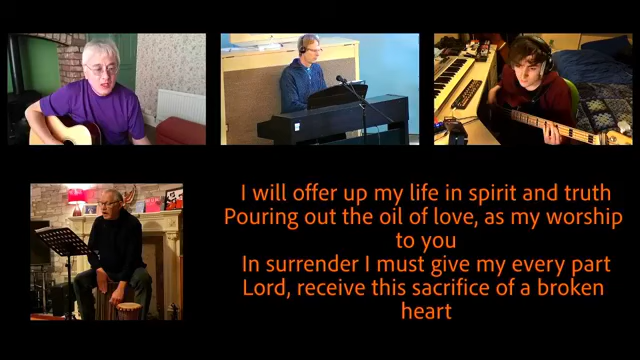 I will offer up my life in spirit and truth
Pouring out the oil of love, as my worship
to you
In surrender I must give my every part
Lord, receive this sacrifice of a broken
heart